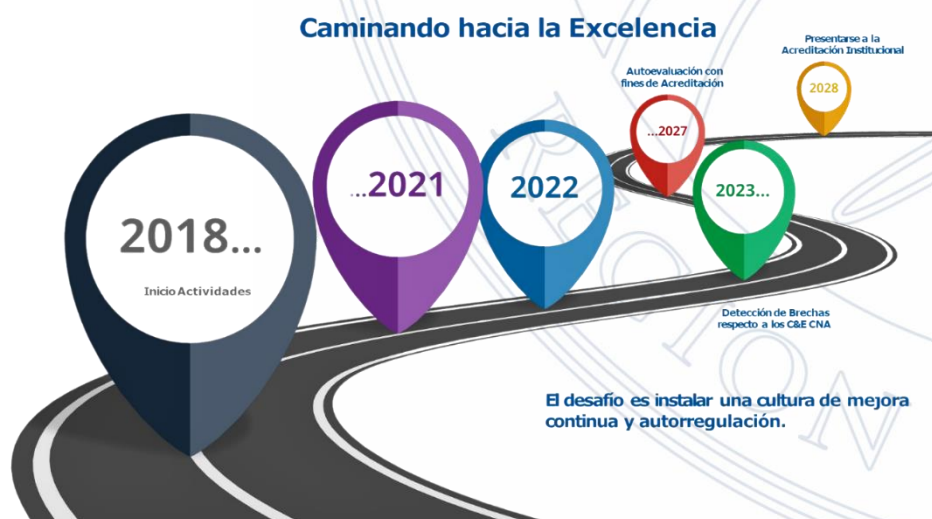 Caminando hacia la Excelencia
Presentarse a la
Acreditación Institucional
2028
Autoevaluación con
fines de Acreditación
...2027
2018...
Inicio Actividades
...2021
2022
2023...
Detección de Brechas
respecto a los C&E CNA
El desafío es instalar una cultura de mejora
continua y autorregulación.
REGION